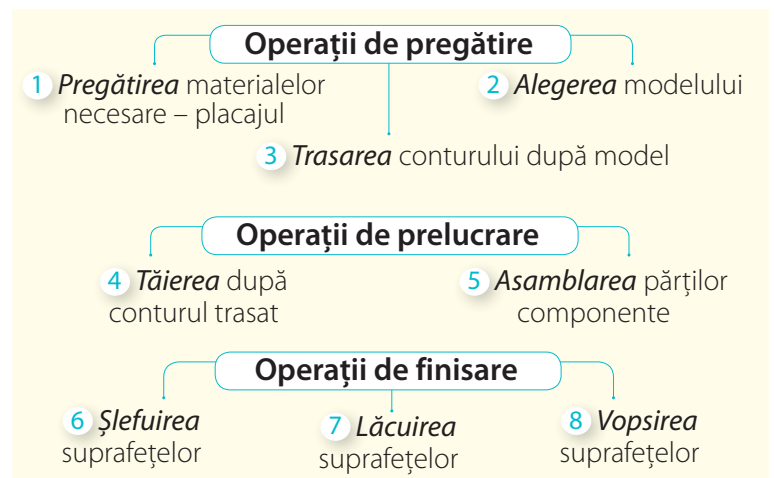 Operații de pregătire
1 Pregătirea materialelor
necesare – placajul
2 Alegerea modelului
3 Trasarea conturului după model
Operații de prelucrare
4 Tăierea după
conturul trasat
5 Asamblarea părților
componente
Operații de finisare
6 Șlefuirea
suprafețelor
7 Lăcuirea
suprafețelor
8 Vopsirea
suprafețelor